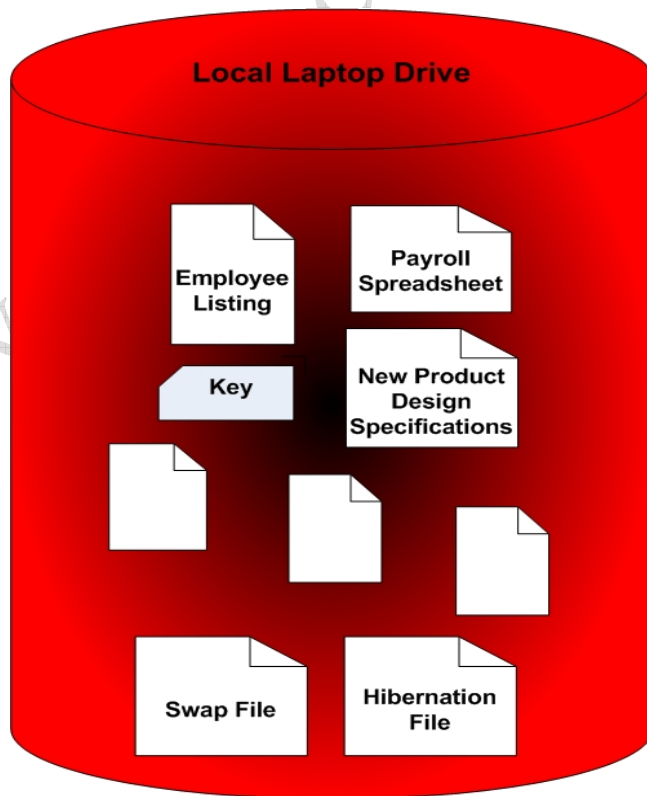 Local Laptop Drive
Employee
Listing
Payroll
Spreadsheet
Key
New Product
Design
Specifications
Swap File
Hibernation
File